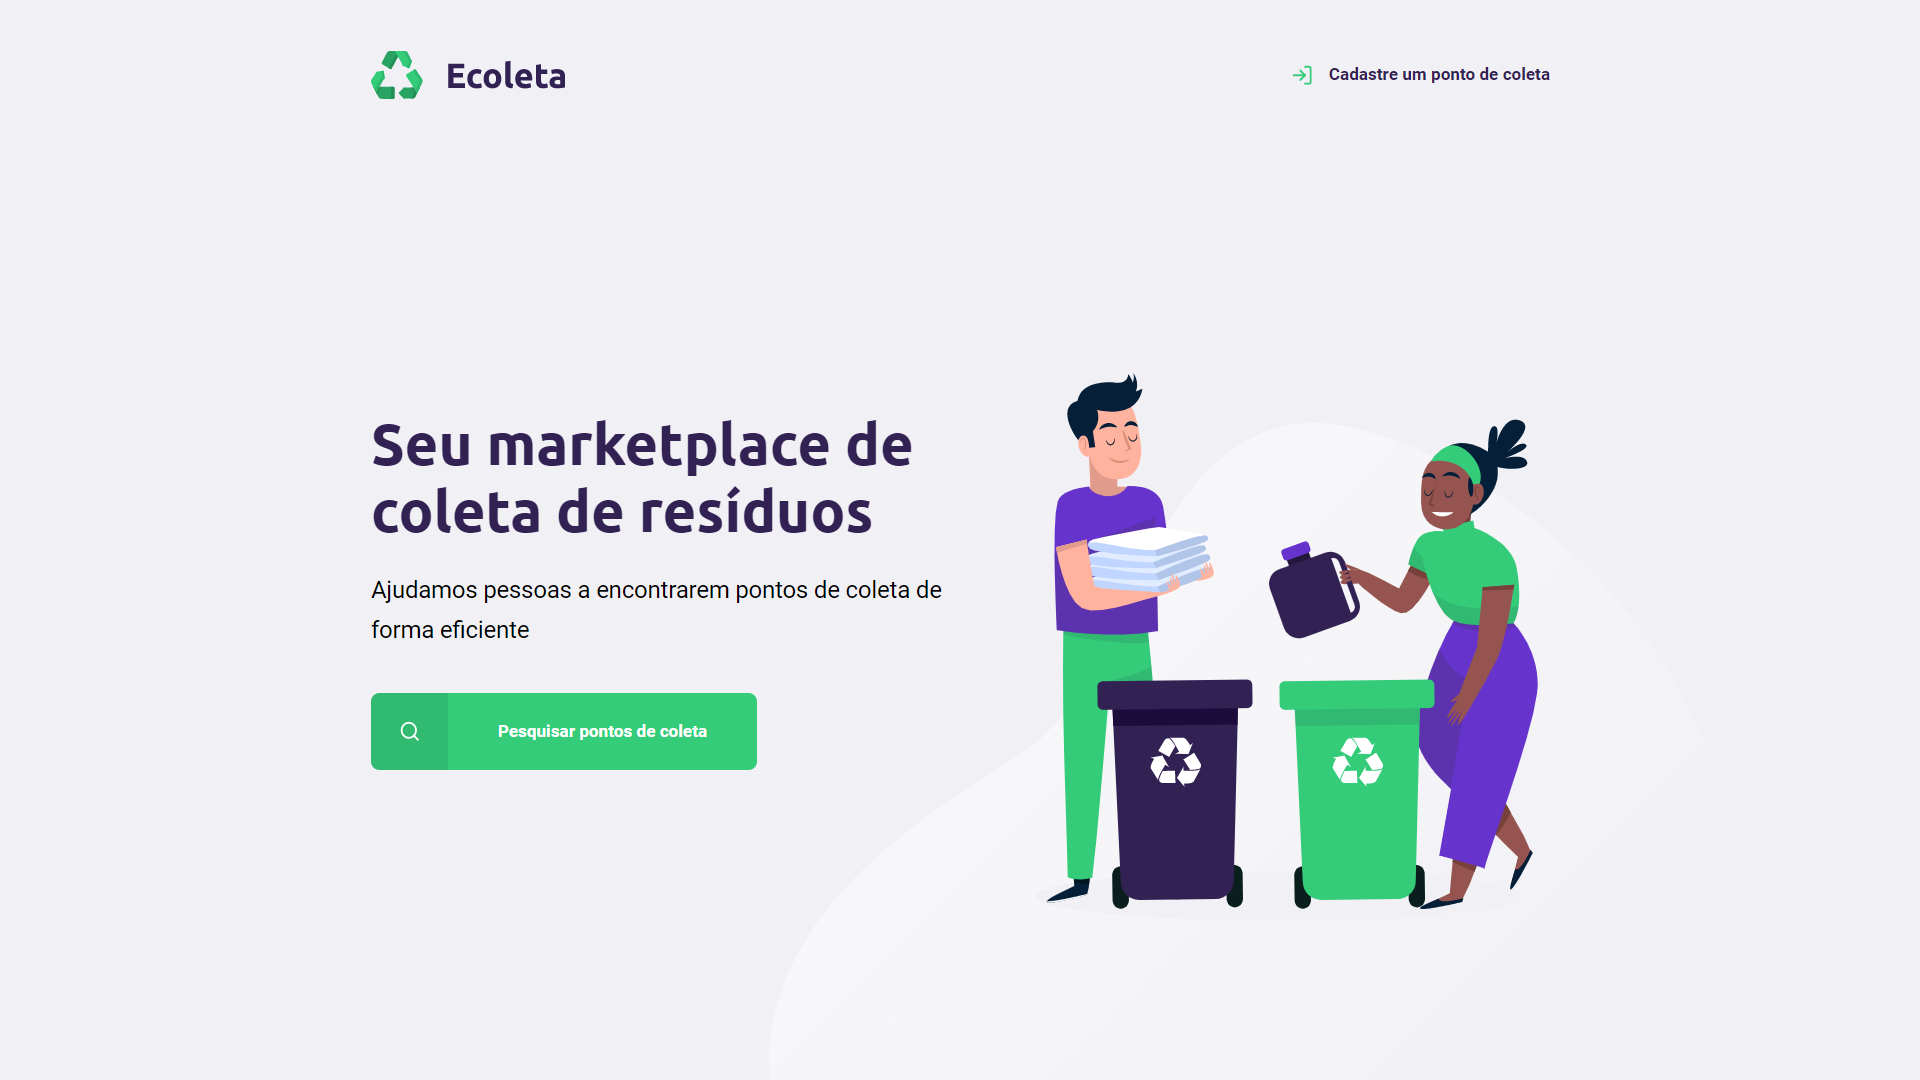 Ecoleta
Cadastre um ponto de coleta
Seu marketplace de
coleta de resíduos
Ajudamos pessoas a encontrarem pontos de coleta de
forma eficiente
Pesquisar pontos de coleta